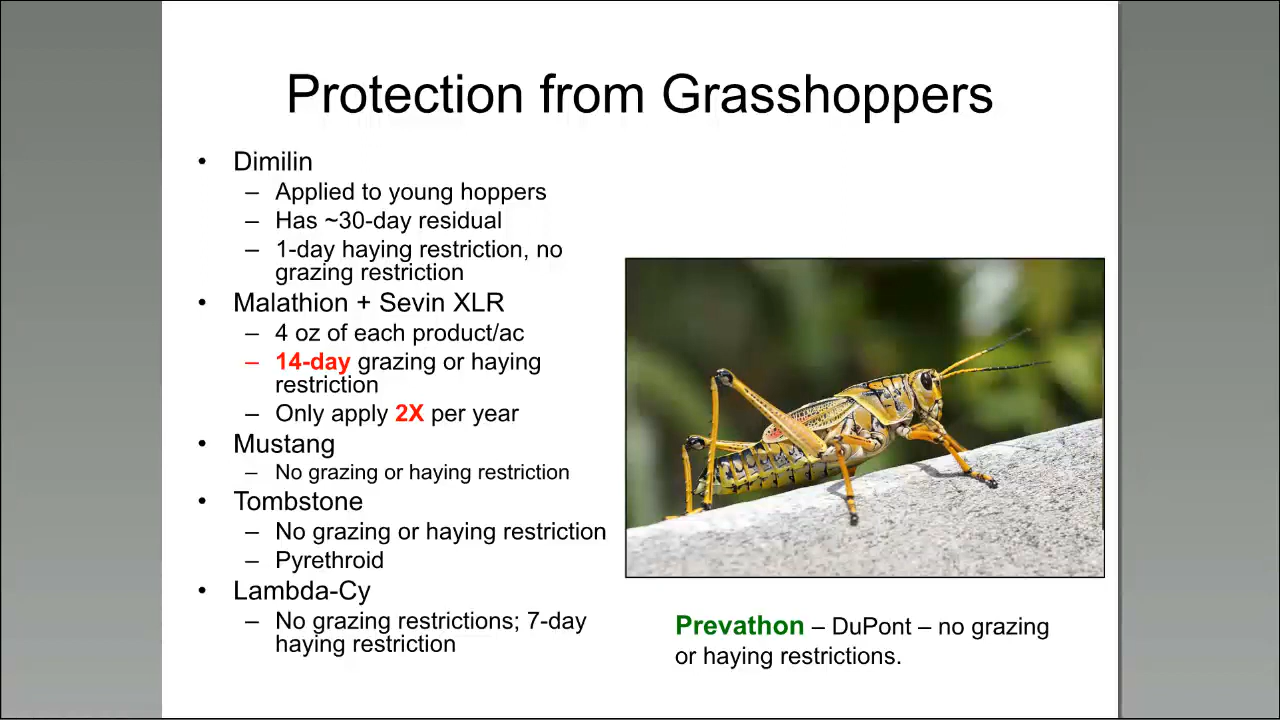 Protection from Grasshoppers
• Dimilin
– Applied to young hoppers
– Has ~30-day residual
– 1-day haying restriction, no
grazing restriction
• Malathion + Sevin XLR
– 4 oz of each product/ac
– 14-day grazing or haying
restriction
– Only apply 2X per year
• Mustang
– No grazing or haying restriction
• Tombstone
– No grazing or haying restriction
– Pyrethroid
• Lambda-Cy
– No grazing restrictions; 7-day
haying restriction
Prevathon – DuPont – no grazing
or haying restrictions.